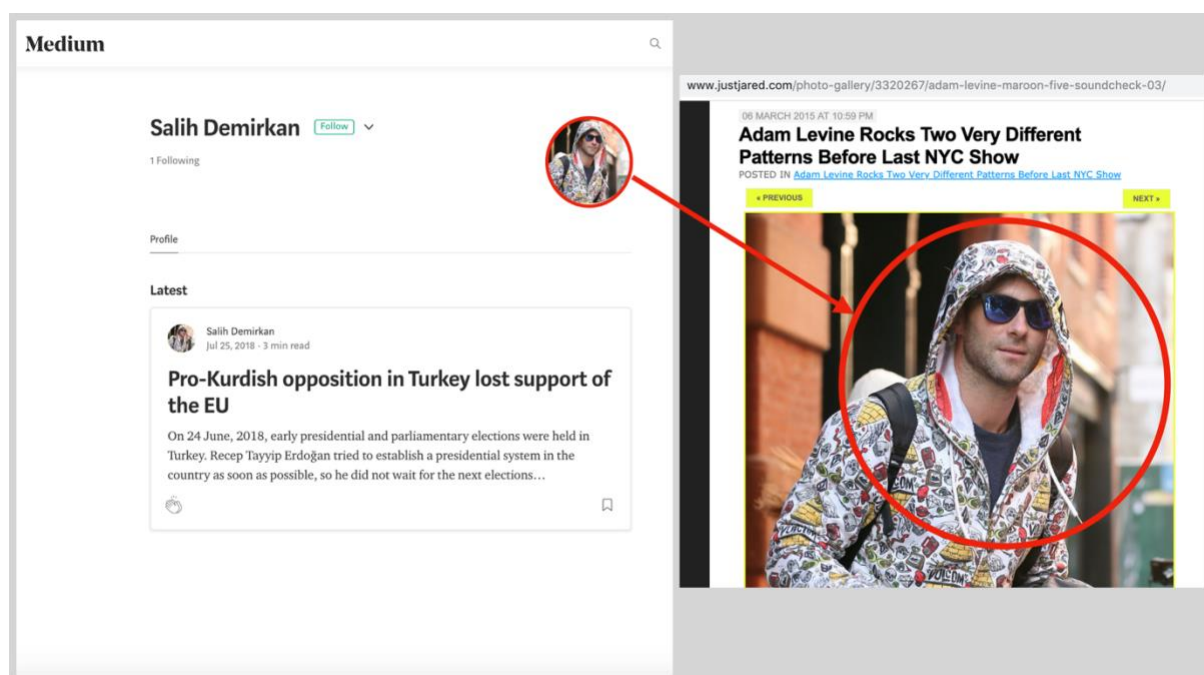 Medium
Salih Demirkan Follow
1 Following
Profile
Latest
Salih Demirkan
Jul 25, 2018 · 3 min read
Pro-Kurdish opposition in Turkey lost support of
the EU
On 24 June, 2018, early presidential and parliamentary elections were held in
Turkey. Recep Tayyip Erdoğan tried to establish a presidential system in the
country as soon as possible, so he did not wait for the next elections…
www.justjared.com/photo-gallery/3320267/adam-levine-maroon-five-soundcheck-03/
06 MARCH 2015 AT 10:59 PM
Adam Levine Rocks Two Very Different
Patterns Before Last NYC Show
POSTED IN Adam Levine Rocks Two Very Different Patterns Before Last NYC Show
« PREVIOUS NEXT »
VOLCOM